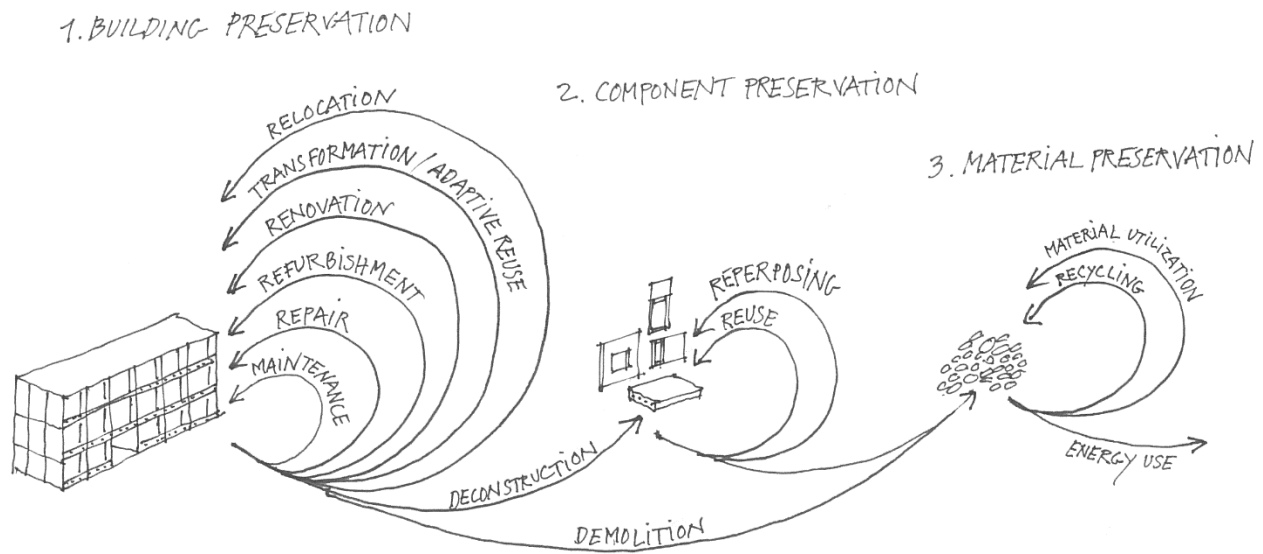 1. BUILDING PRESERVATION
RELOCATION
TRANSFORMATION / ADAPTIVE REUSE
RENOVATION
REFURBISHMENT
REPAIR
MAINTENANCE
2. COMPONENT PRESERVATION
REPERPOSING
REUSE
3. MATERIAL PRESERVATION
MATERIAL UTILIZATION
RECYCLING
DECONSTRUCTION
DEMOLITION
ENERGY USE